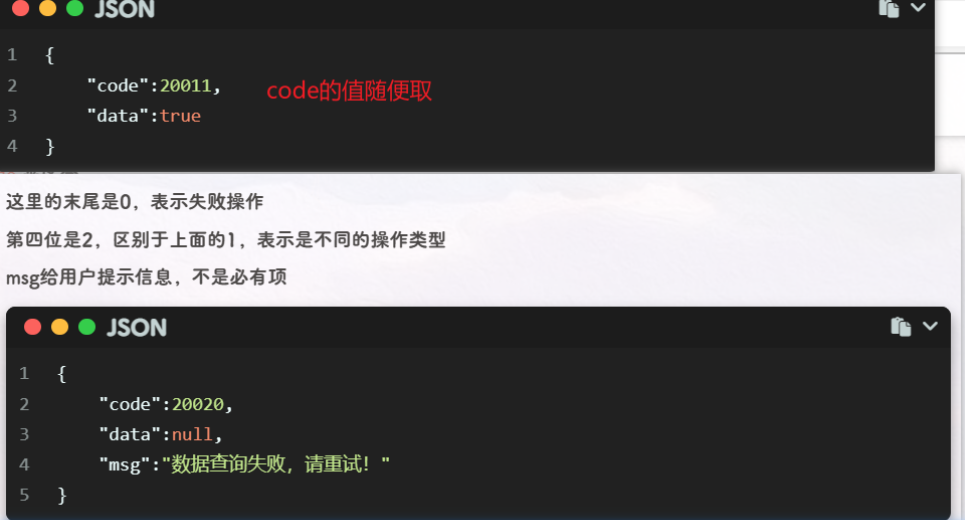 JSON
1 {
2 "code":20011, code的值随便取
3 "data":true
4 }
这里的末尾是0，表示失败操作
第四位是2，区别于上面的1，表示是不同的操作类型
msg给用户提示信息，不是必有项
JSON
1 {
2 "code":20020,
3 "data":null,
4 "msg":"数据查询失败，请重试！"
5 }